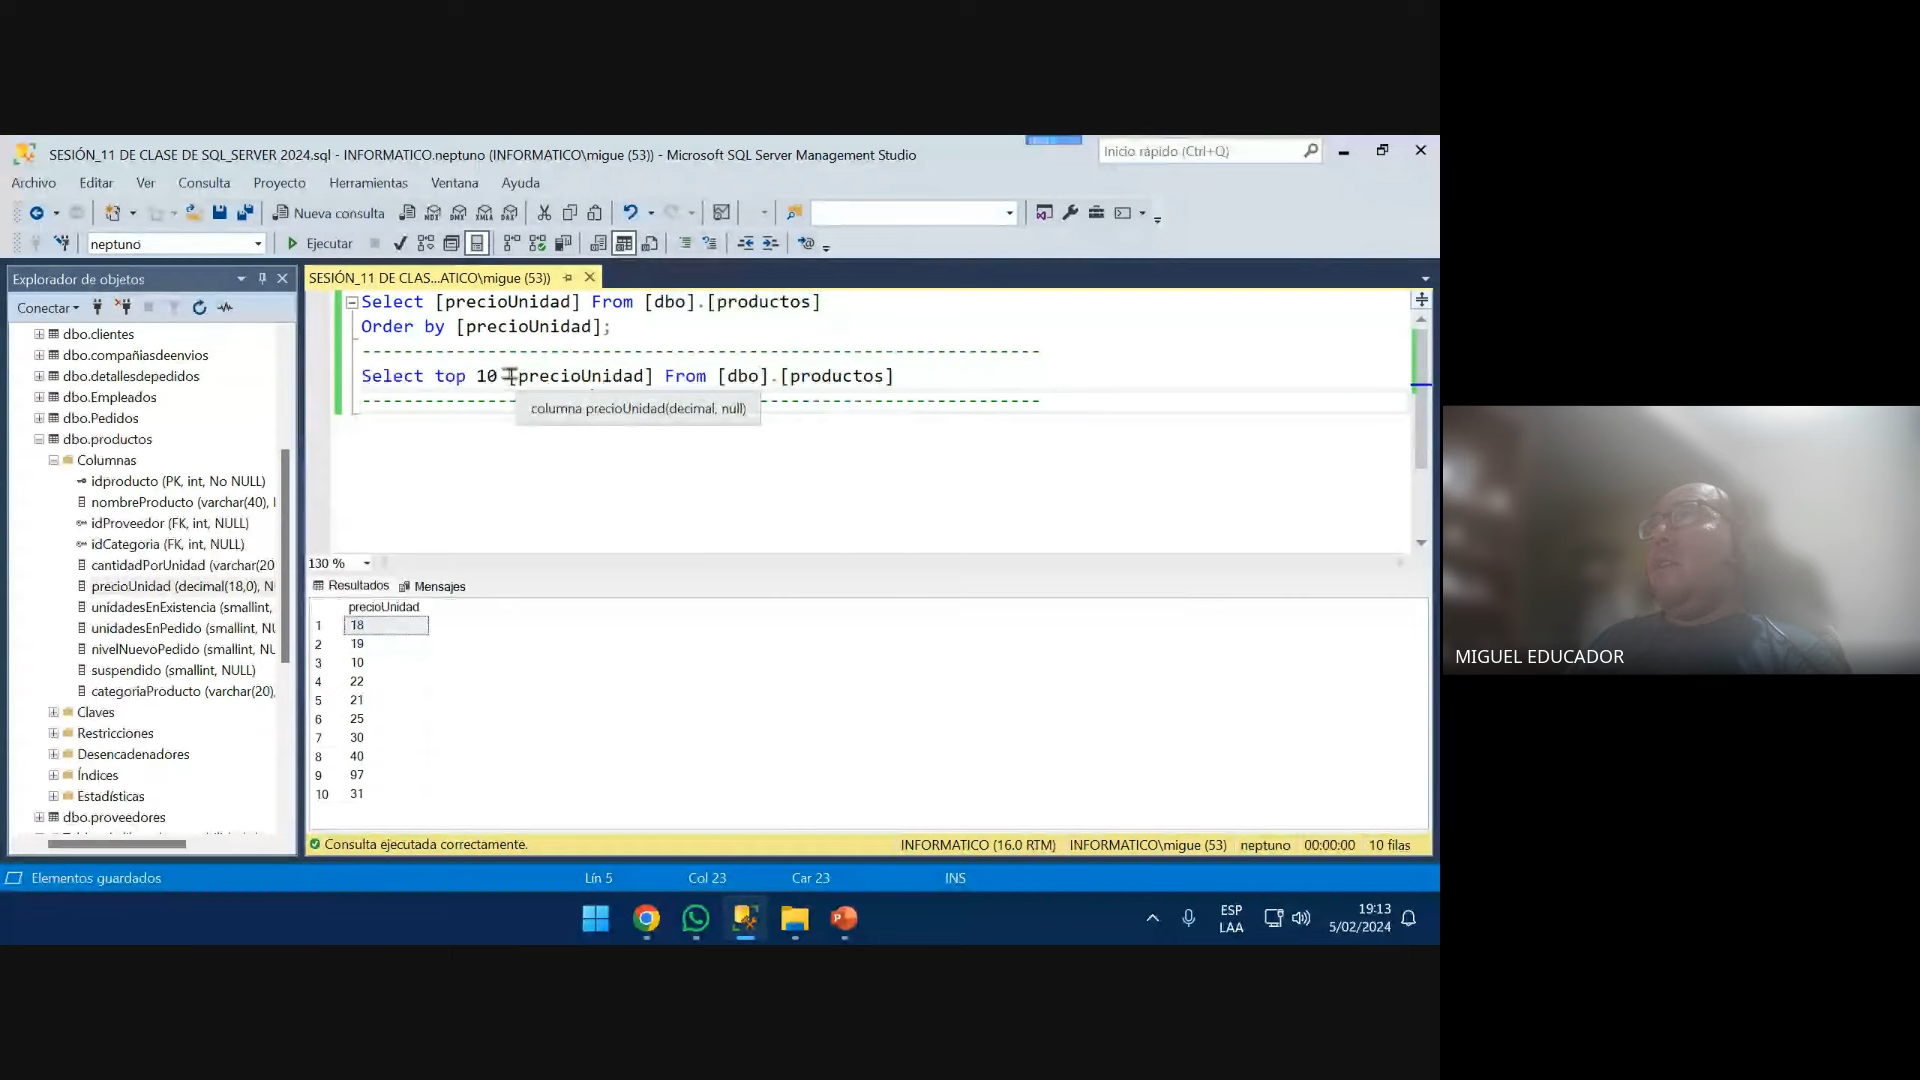 SESIÓN_11 DE CLASE DE SQL_SERVER 2024.sql - INFORMATICO.neptuno (INFORMATICO\migue (53)) - Microsoft SQL Server Management Studio
Inicio rápido (Ctrl+Q)
Archivo Editar Ver Consulta Proyecto Herramientas Ventana Ayuda
Nueva consulta
neptuno
Ejecutar
Explorador de objetos
SESIÓN_11 DE CLAS...ATICO\migue (53))
Conectar
dbo.clientes
dbo.compañiasdeenvios
dbo.detallesdepedidos
dbo.Empleados
dbo.Pedidos
dbo.productos
Columnas
idproducto (PK, int, No NULL)
nombreProducto (varchar(40),
idProveedor (FK, int, NULL)
idCategoria (FK, int, NULL)
cantidadPorUnidad (varchar(20
precioUnidad (decimal(18,0), N
unidadesEnExistencia (smallint,
unidadesEnPedido (smallint, NU
nivelNuevoPedido (smallint, NU
suspendido (smallint, NULL)
categoriaProducto (varchar(20),
Claves
Restricciones
Desencadenadores
Índices
Estadísticas
dbo.proveedores
Select [precioUnidad] From [dbo].[productos]
Order by [precioUnidad];
----------------------------------------------------------------
Select top 10 [precioUnidad] From [dbo].[productos]
----------------------------------------------------------------
columna precioUnidad(decimal, null)
130 %
Resultados Mensajes
precioUnidad
1 18
2 19
3 10
4 22
5 21
6 25
7 30
8 40
9 97
10 31
Consulta ejecutada correctamente.
INFORMATICO (16.0 RTM) INFORMATICO\migue (53) neptuno 00:00:00 10 filas
Elementos guardados
Lín 5 Col 23 Car 23 INS
ESP
LAA
19:13
5/02/2024
MIGUEL EDUCADOR